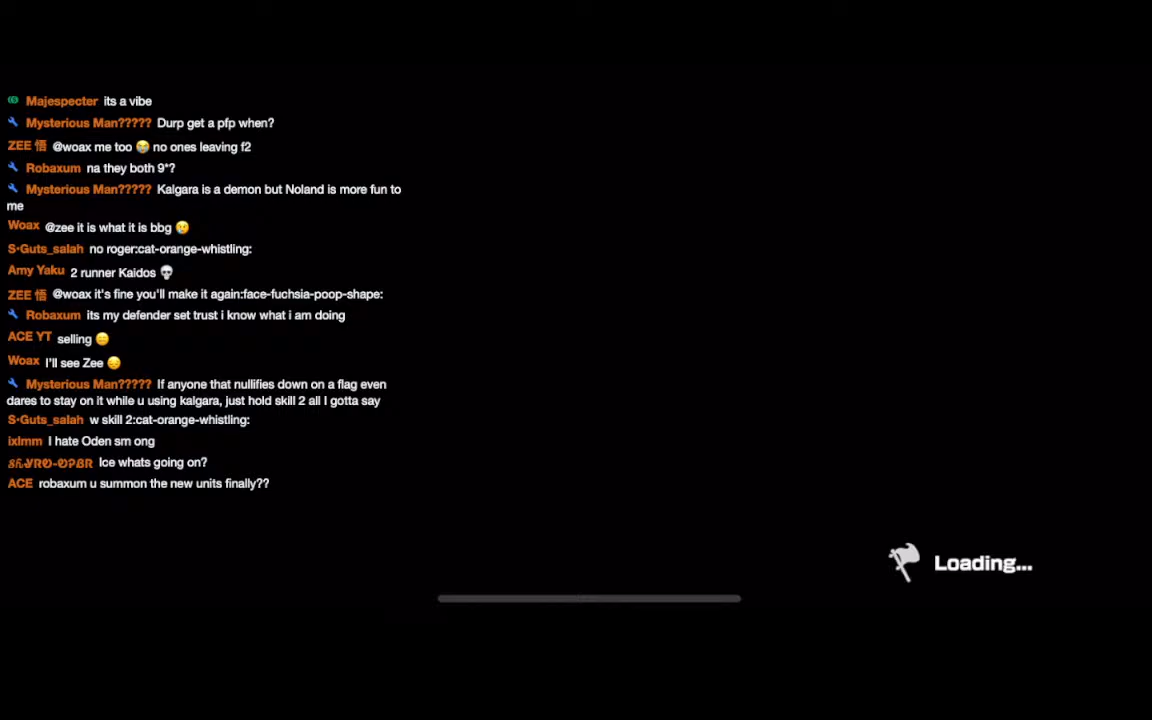 Majespecter its a vibe
Mysterious Man????? Durp get a pfp when?
ZEE 悟 @woax me too 😭 no ones leaving f2
Robaxum na they both 9*?
Mysterious Man????? Kalgara is a demon but Noland is more fun to
me
Woax @zee it is what it is bbg 😢
S•Guts_salah no roger:cat-orange-whistling:
Amy Yaku 2 runner Kaidos 💀
ZEE 悟 @woax it's fine you'll make it again:face-fuchsia-poop-shape:
Robaxum its my defender set trust i know what i am doing
ACE YT selling 😑
Woax I'll see Zee 😔
Mysterious Man????? If anyone that nullifies down on a flag even
dares to stay on it while u using kalgara, just hold skill 2 all I gotta say
S•Guts_salah w skill 2:cat-orange-whistling:
ixlmm I hate Oden sm ong
Ice whats going on?
ACE robaxum u summon the new units finally??
Loading...